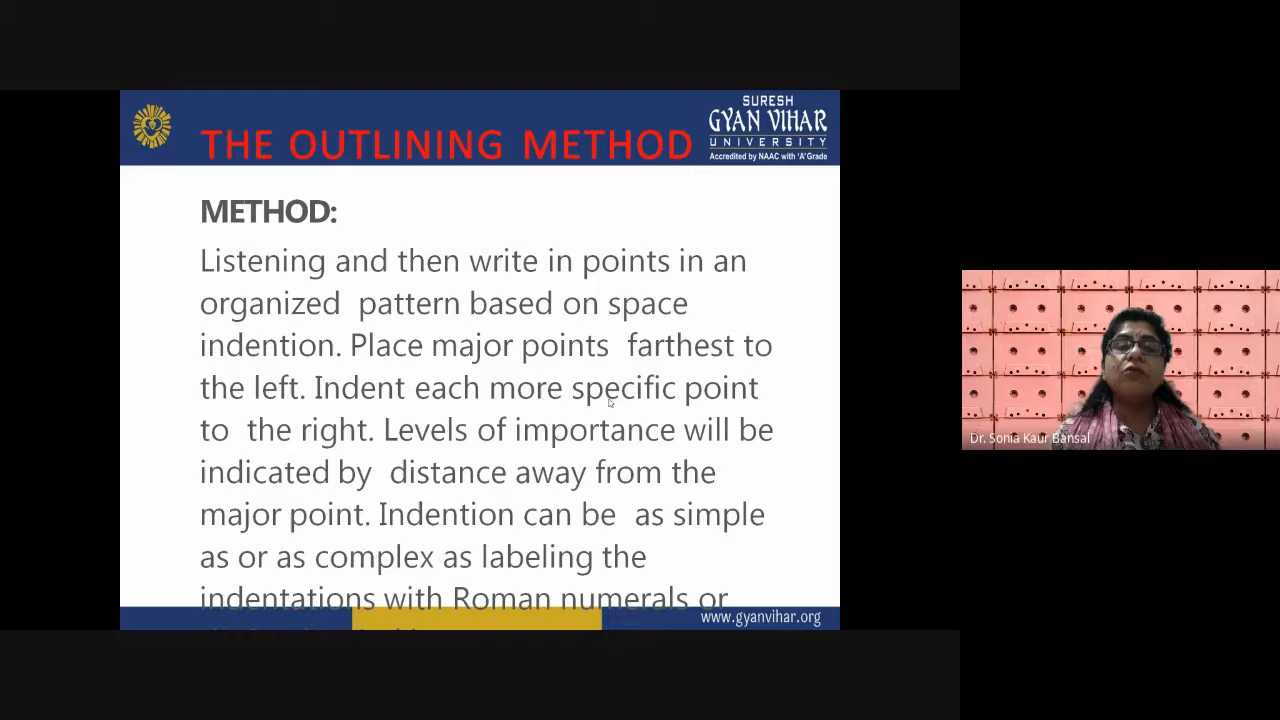 SURESH
GYAN VIHAR
UNIVERSITY
Accredited by NAAC with 'A' Grade
THE OUTLINING METHOD
METHOD:
Listening and then write in points in an
organized pattern based on space
indention. Place major points farthest to
the left. Indent each more specific point
to the right. Levels of importance will be
indicated by distance away from the
major point. Indention can be as simple
as or as complex as labeling the
indentations with Roman numerals or
www.gyanvihar.org
Dr. Sonia Kaur Bansal